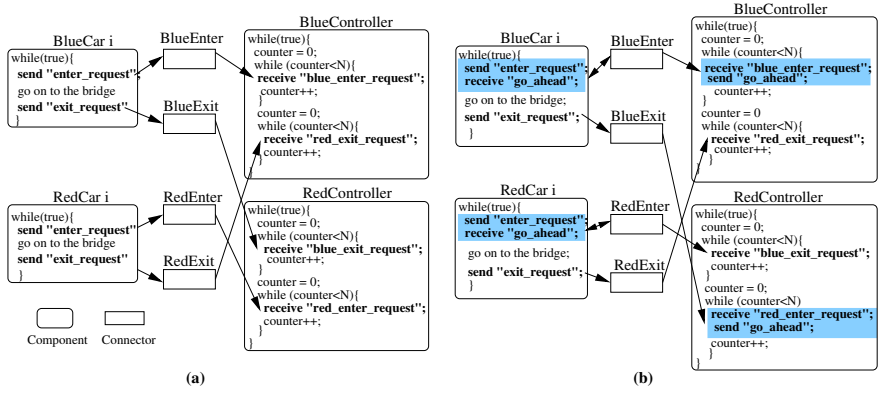 BlueCar i
while(true){
send "enter_request";
go on to the bridge
send "exit_request"
}
BlueEnter
BlueExit
BlueController
while(true){
counter = 0;
while (counter<N){
receive "blue_enter_request";
counter++;
}
counter = 0;
while (counter<N){
receive "red_exit_request";
counter++;
}
}
RedCar i
while(true){
send "enter_request"
go on to the bridge
send "exit_request"
}
RedEnter
RedExit
RedController
while(true){
counter = 0;
while (counter<N){
receive "blue_exit_request";
counter++;
}
counter = 0;
while (counter<N){
receive "red_enter_request";
counter++;
}
}
Component
Connector
(a)
BlueCar i
while(true){
send "enter_request";
receive "go_ahead";
go on to the bridge;
send "exit_request";
}
BlueEnter
BlueExit
BlueController
while(true){
counter = 0;
while (counter<N){
receive "blue_enter_request";
send "go_ahead";
counter++;
}
counter = 0
while (counter<N){
receive "red_exit_request";
counter++;
}
}
RedCar i
while(true){
send "enter_request";
receive "go_ahead";
go on to the bridge;
send "exit_request";
}
RedEnter
RedExit
RedController
while(true){
counter = 0;
while (counter<N){
receive "blue_exit_request";
counter++;
}
counter = 0;
while (counter<N)
receive "red_enter_request";
send "go_ahead";
counter++;
}
}
(b)